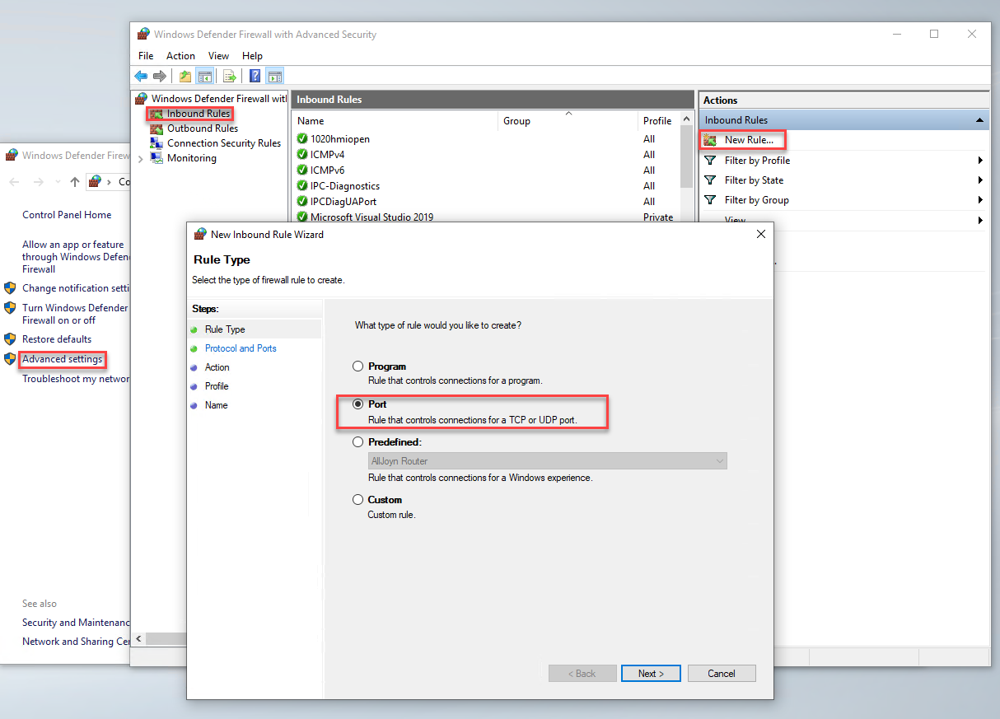 Windows Defender Firewall with Advanced Security
File Action View Help
Windows Defender Firewall with
Inbound Rules
Outbound Rules
Connection Security Rules
Monitoring
Inbound Rules
Name Group Profile
1020hmiopen All
ICMPv4 All
ICMPv6 All
IPC-Diagnostics All
IPCDiagUAPort All
Microsoft Visual Studio 2019 Private
Actions
Inbound Rules
New Rule...
Filter by Profile
Filter by State
Filter by Group
View
Windows Defender Firew
Co
Control Panel Home
Allow an app or feature
through Windows Defen
Firewall
Change notification setti
Turn Windows Defender
Firewall on or off
Restore defaults
Advanced settings
Troubleshoot my networ
See also
Security and Maintenanc
Network and Sharing Cer
New Inbound Rule Wizard
Rule Type
Select the type of firewall rule to create.
Steps:
Rule Type
Protocol and Ports
Action
Profile
Name
What type of rule would you like to create?
Program
Rule that controls connections for a program.
Port
Rule that controls connections for a TCP or UDP port.
Predefined:
AllJoyn Router
Rule that controls connections for a Windows experience.
Custom
Custom rule.
< Back Next > Cancel